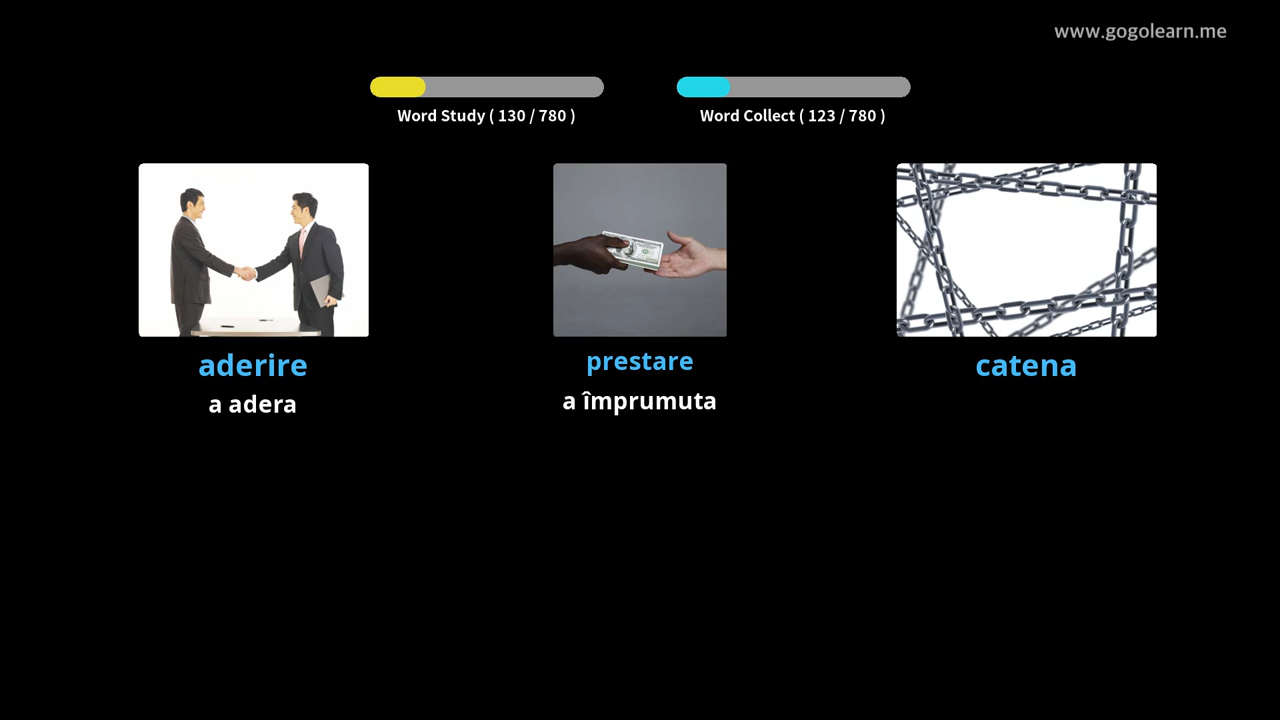 www.gogolearn.me
Word Study ( 130 / 780 )
Word Collect ( 123 / 780 )
aderire
a adera
prestare
a împrumuta
catena